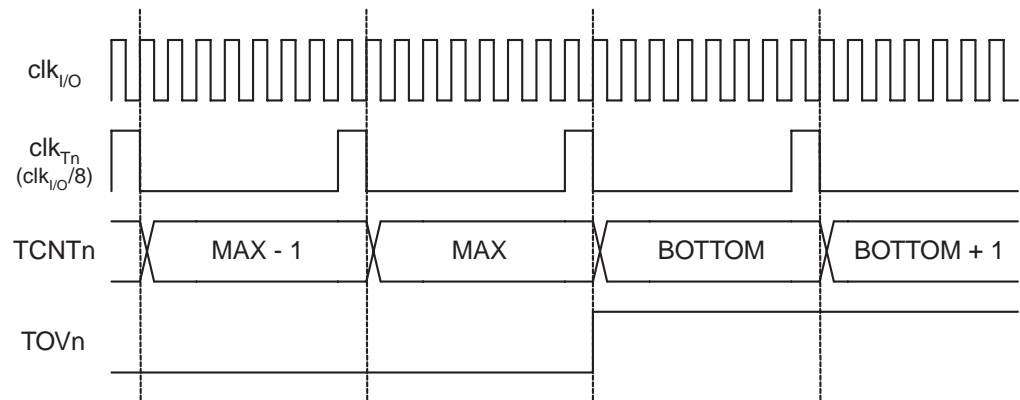 clkI/O
clkTn
(clkI/O/8)
TCNTn
MAX - 1
MAX
BOTTOM
BOTTOM + 1
TOVn